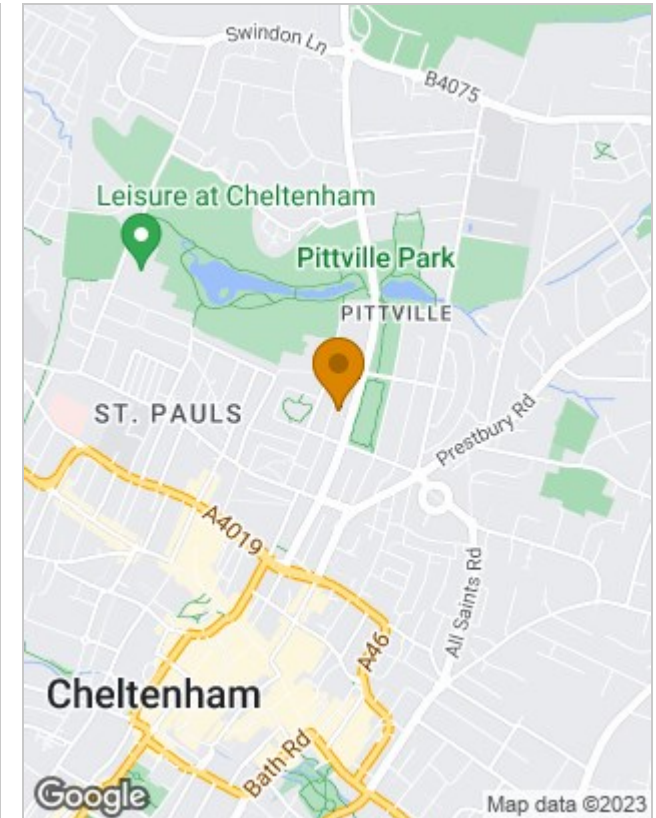 Swindon Ln
B4075
Leisure at Cheltenham
Pittville Park
PITTVILLE
ST. PAULS
Prestbury Rd
A4019
All Saints Rd
A46
Cheltenham
Bath Rd
Google
Map data ©2023